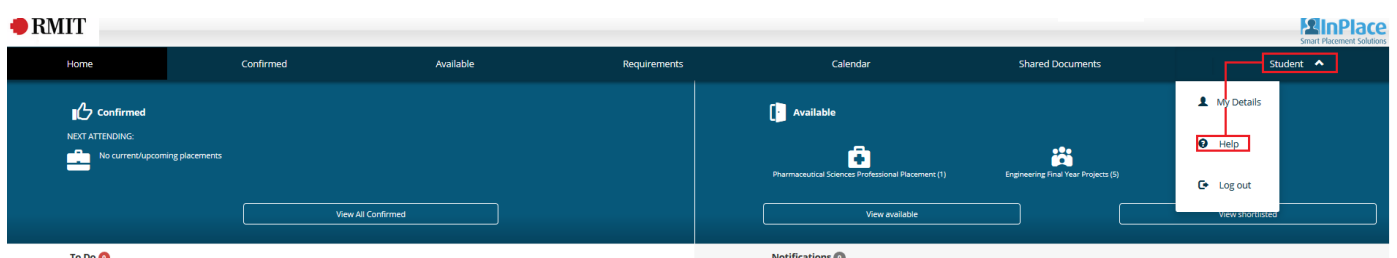 RMIT
InPlace
Smart Placement Solutions
Home Confirmed Available Requirements Calendar Shared Documents Student
Confirmed
NEXT ATTENDING:
No current/upcoming placements
View All Confirmed
Available
Pharmaceutical Sciences Professional Placement (1)
Engineering Final Year Projects (5)
View available
View shortlisted
My Details
Help
Log out
To Do
Notifications